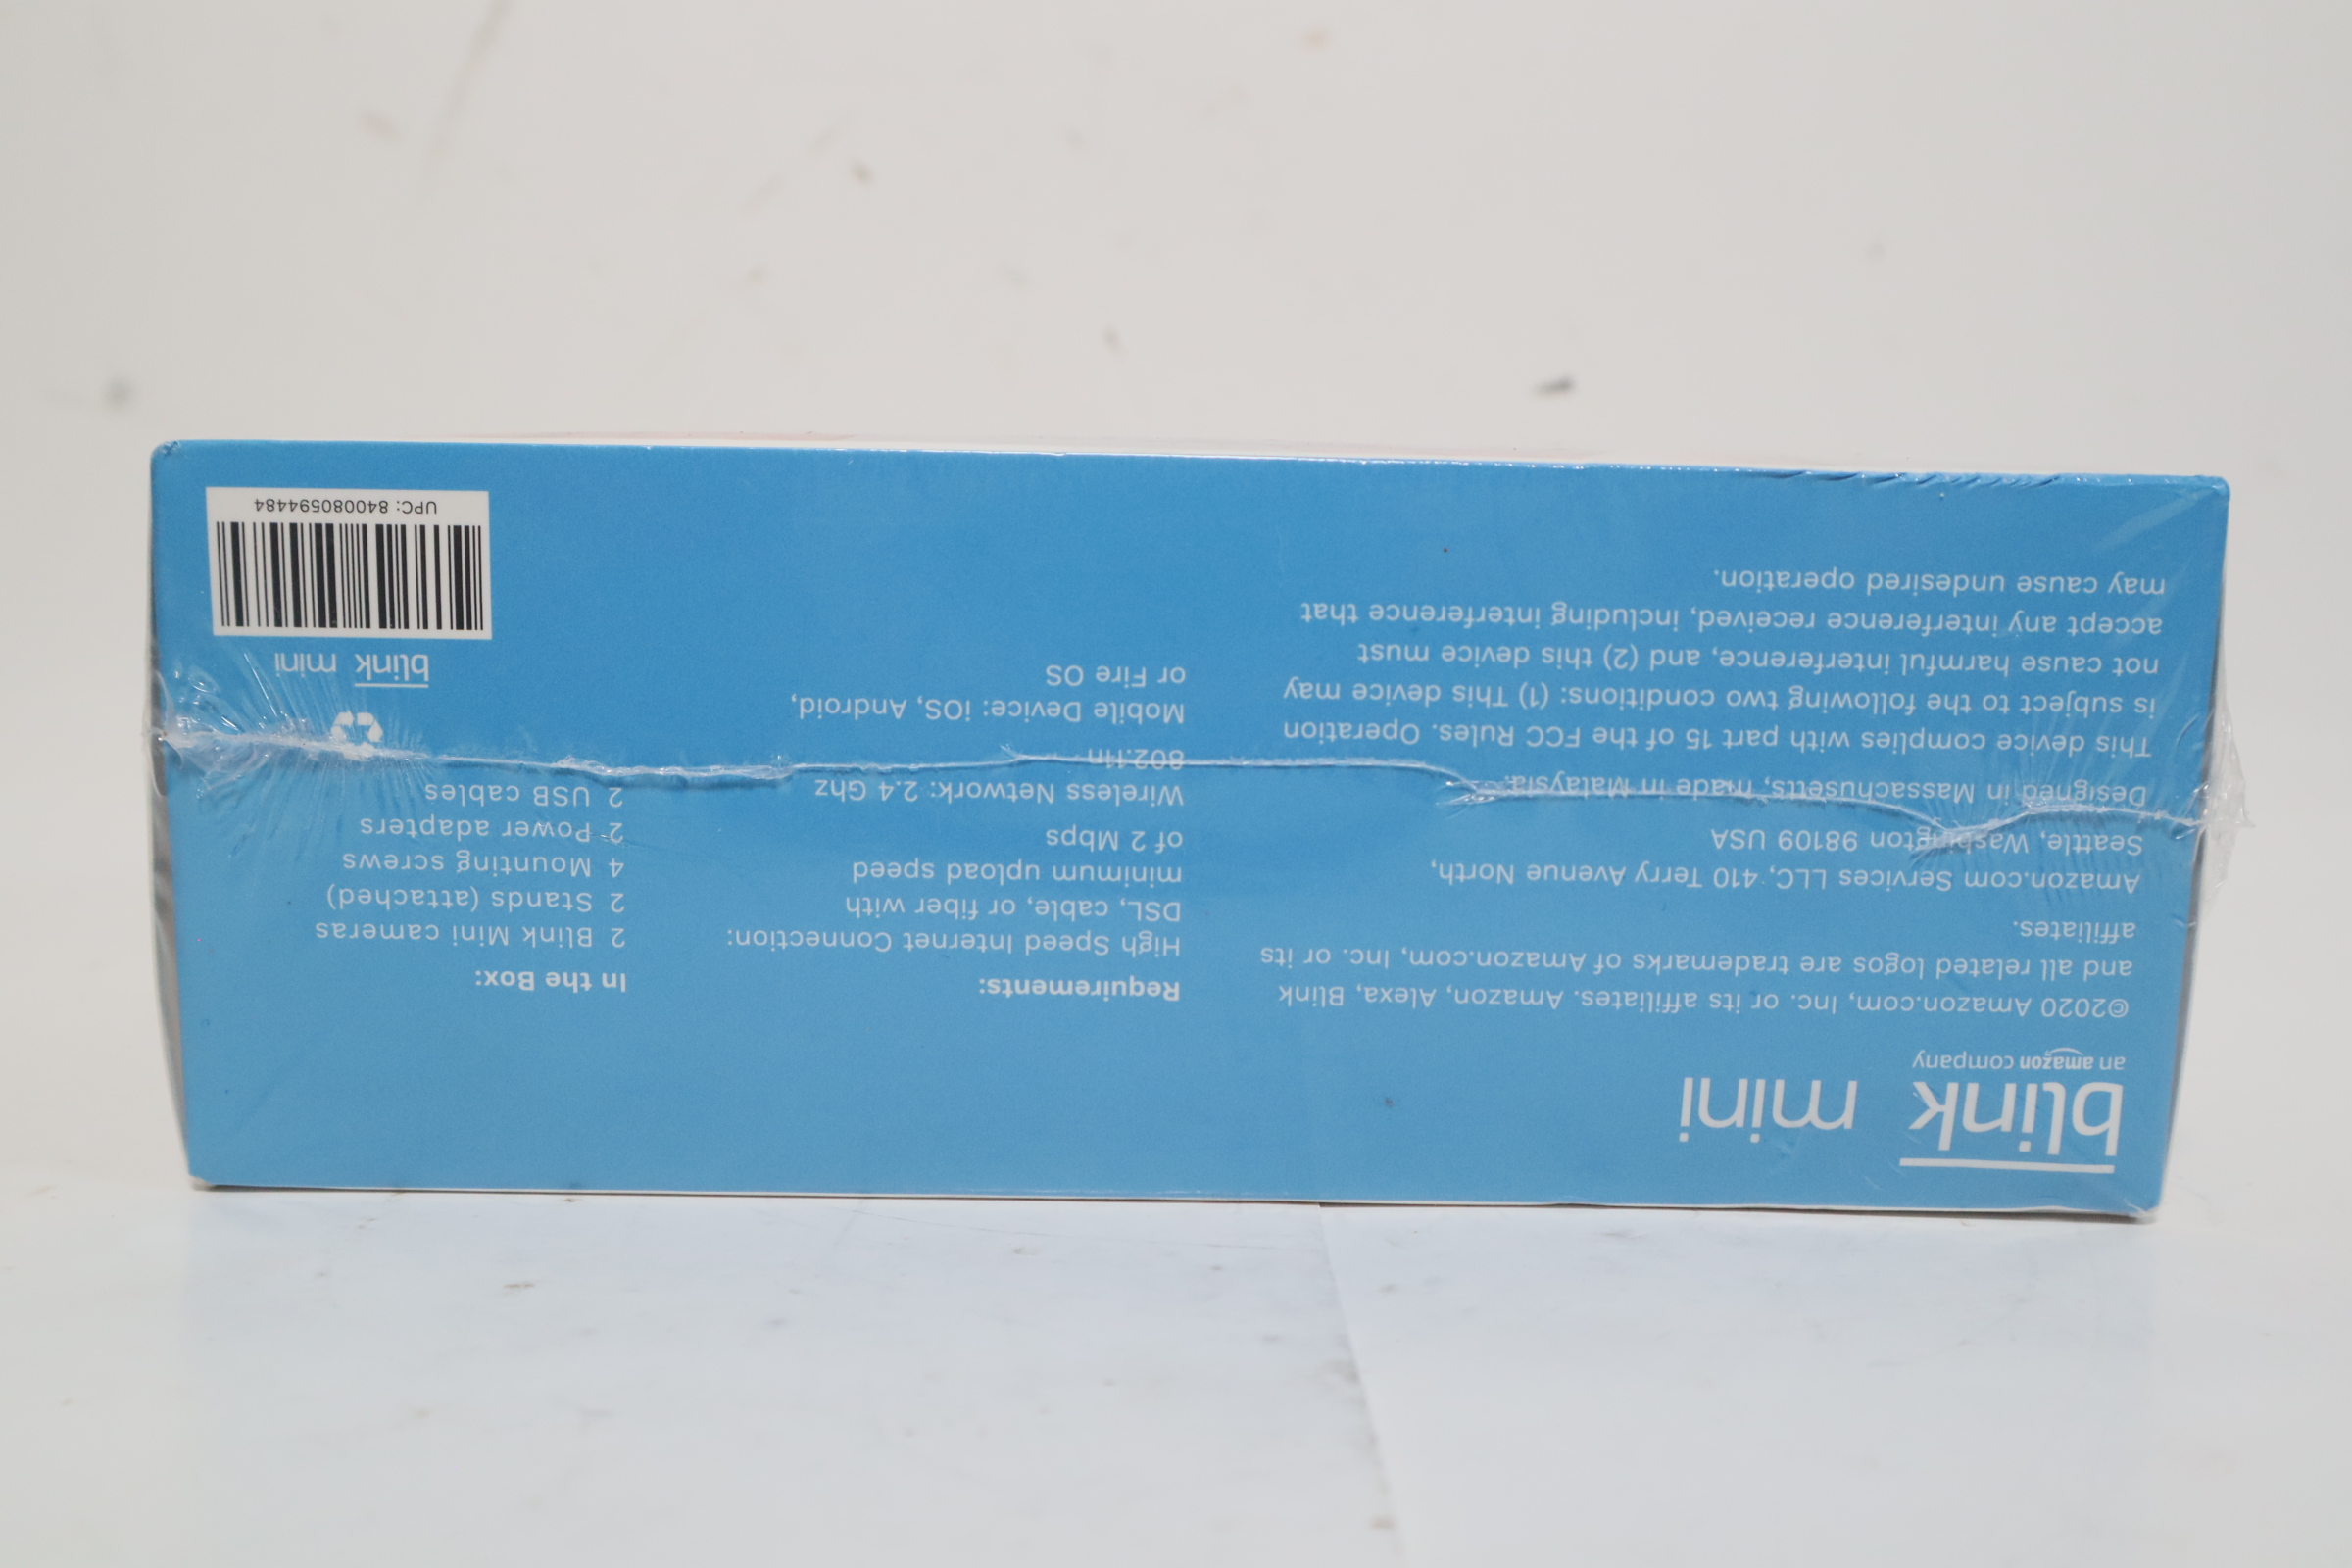 blink mini
an amazon company
©2020 Amazon.com, Inc. or its affiliates. Amazon, Alexa, Blink
and all related logos are trademarks of Amazon.com, Inc. or its
affiliates.
Amazon.com Services LLC, 410 Terry Avenue North,
Seattle, Washington 98109 USA
Designed in Massachusetts, made in Malaysia.
This device complies with part 15 of the FCC Rules. Operation
is subject to the following two conditions: (1) This device may
not cause harmful interference, and (2) this device must
accept any interference received, including interference that
may cause undesired operation.
Requirements:
High Speed Internet Connection:
DSL, cable, or fiber with
minimum upload speed
of 2 Mbps
Wireless Network: 2.4 Ghz
802.11n
Mobile Device: iOS, Android,
or Fire OS
In the Box:
2 Blink Mini cameras
2 Stands (attached)
4 Mounting screws
2 Power adapters
2 USB cables
blink mini
UPC: 840080594484